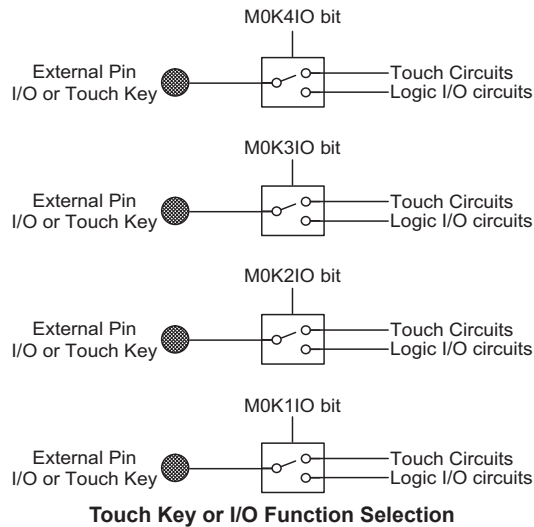 M0K4IO bit
External Pin
I/O or Touch Key
Touch Circuits
Logic I/O circuits
M0K3IO bit
External Pin
I/O or Touch Key
Touch Circuits
Logic I/O circuits
M0K2IO bit
External Pin
I/O or Touch Key
Touch Circuits
Logic I/O circuits
M0K1IO bit
External Pin
I/O or Touch Key
Touch Circuits
Logic I/O circuits
Touch Key or I/O Function Selection